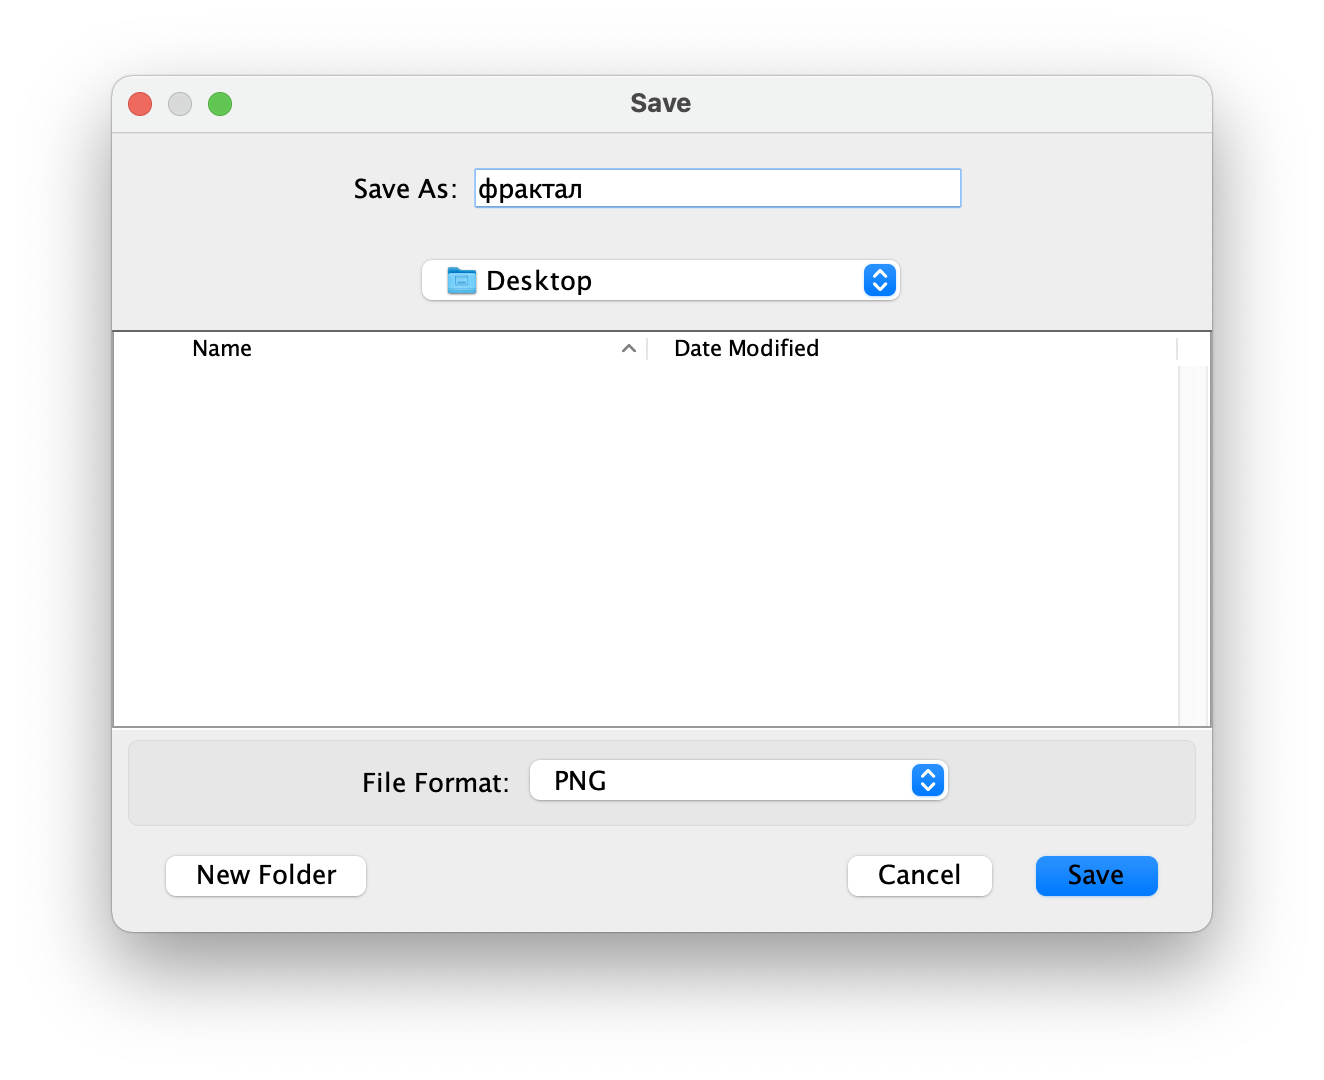 Save
Save As: фрактал
Desktop
Name Date Modified
File Format: PNG
New Folder Cancel Save